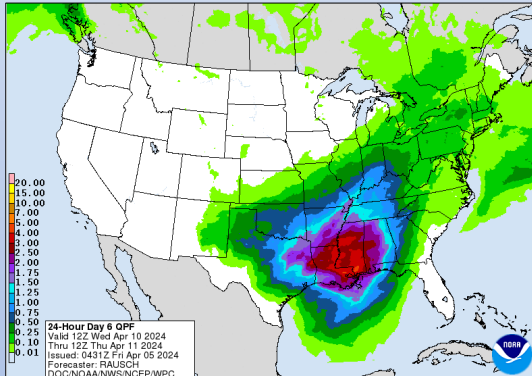 20.00
15.00
10.00
7.00
5.00
4.00
3.00
2.50
2.00
1.75
1.50
1.25
1.00
0.75
0.50
0.25
0.10
0.01
24-Hour Day 6 QPF
Valid 12Z Wed Apr 10 2024
Thru 12Z Thu Apr 11 2024
Issued: 0431Z Fri Apr 05 2024
Forecaster: RAUSCH
DOC/NOAA/NWS/NCEP/WPC
NOAA